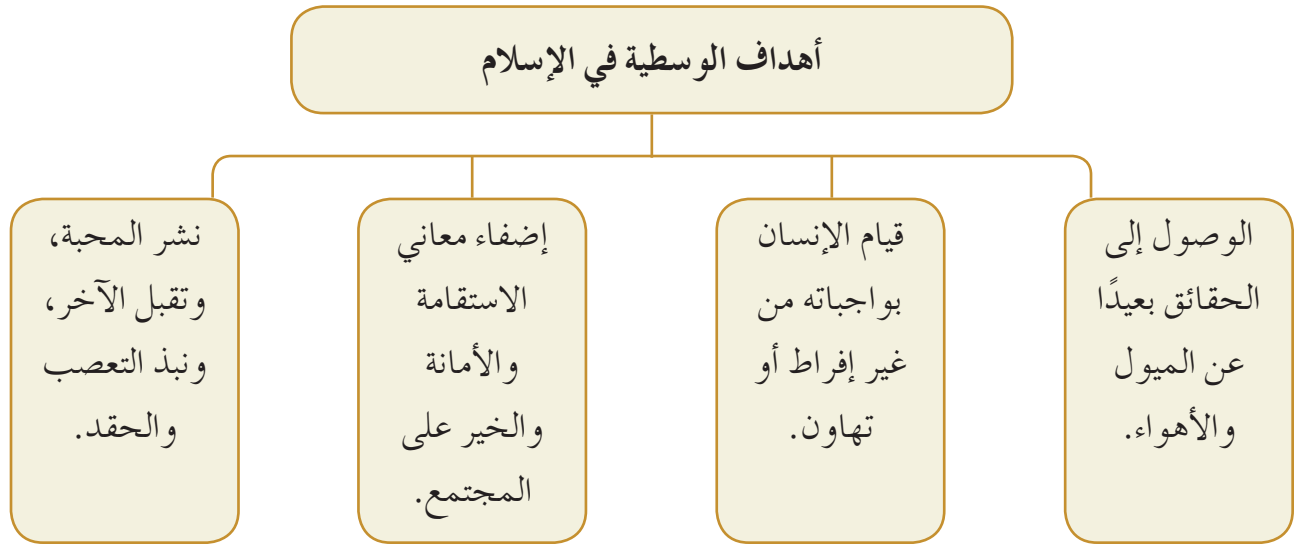 أهداف الوسطية في الإسلام
الوصول إلى
الحقائق بعيدًا
عن الميول
والأهواء.
قيام الإنسان
بواجباته من
غير إفراط أو
تهاون.
إضفاء معاني
الاستقامة
والأمانة
والخير على
المجتمع.
نشر المحبة،
وتقبل الآخر،
ونبذ التعصب
والحقد.